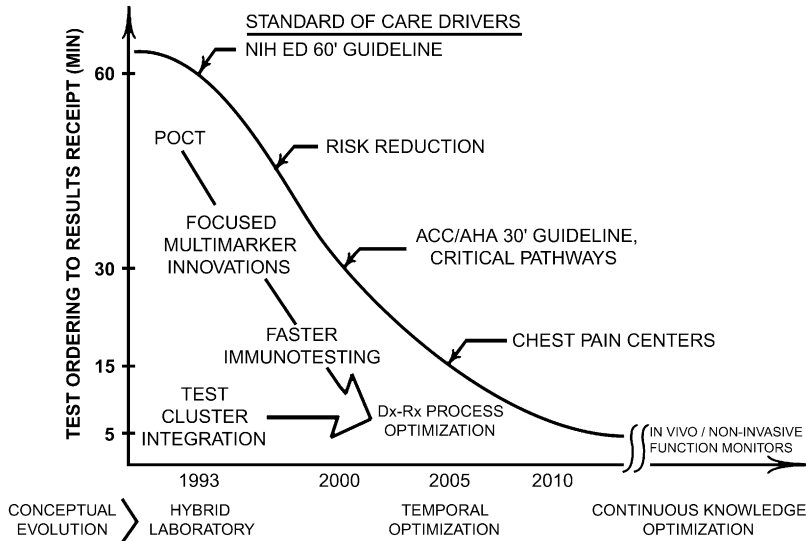 STANDARD OF CARE DRIVERS
NIH ED 60' GUIDELINE
TEST ORDERING TO RESULTS RECEIPT (MIN)
60
POCT
RISK REDUCTION
FOCUSED
MULTIMARKER
INNOVATIONS
ACC/AHA 30' GUIDELINE,
CRITICAL PATHWAYS
30
FASTER
IMMUNOTESTING
CHEST PAIN CENTERS
15
TEST
CLUSTER
INTEGRATION
Dx-Rx PROCESS
OPTIMIZATION
5
IN VIVO / NON-INVASIVE
FUNCTION MONITORS
1993 2000 2005 2010
CONCEPTUAL
EVOLUTION
HYBRID
LABORATORY
TEMPORAL
OPTIMIZATION
CONTINUOUS KNOWLEDGE
OPTIMIZATION